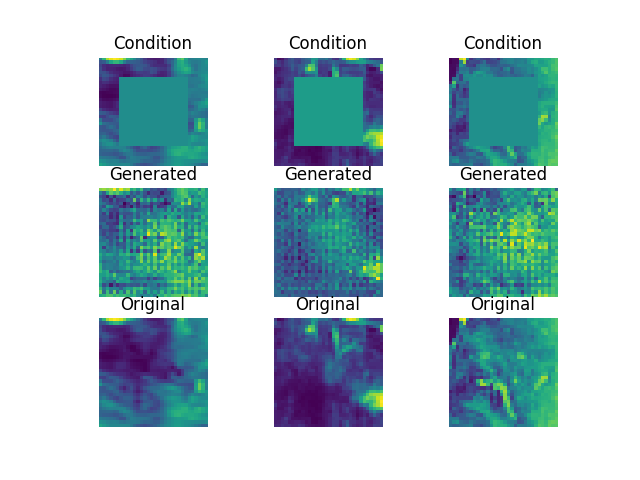 Condition Condition Condition
Generated Generated Generated
Original Original Original